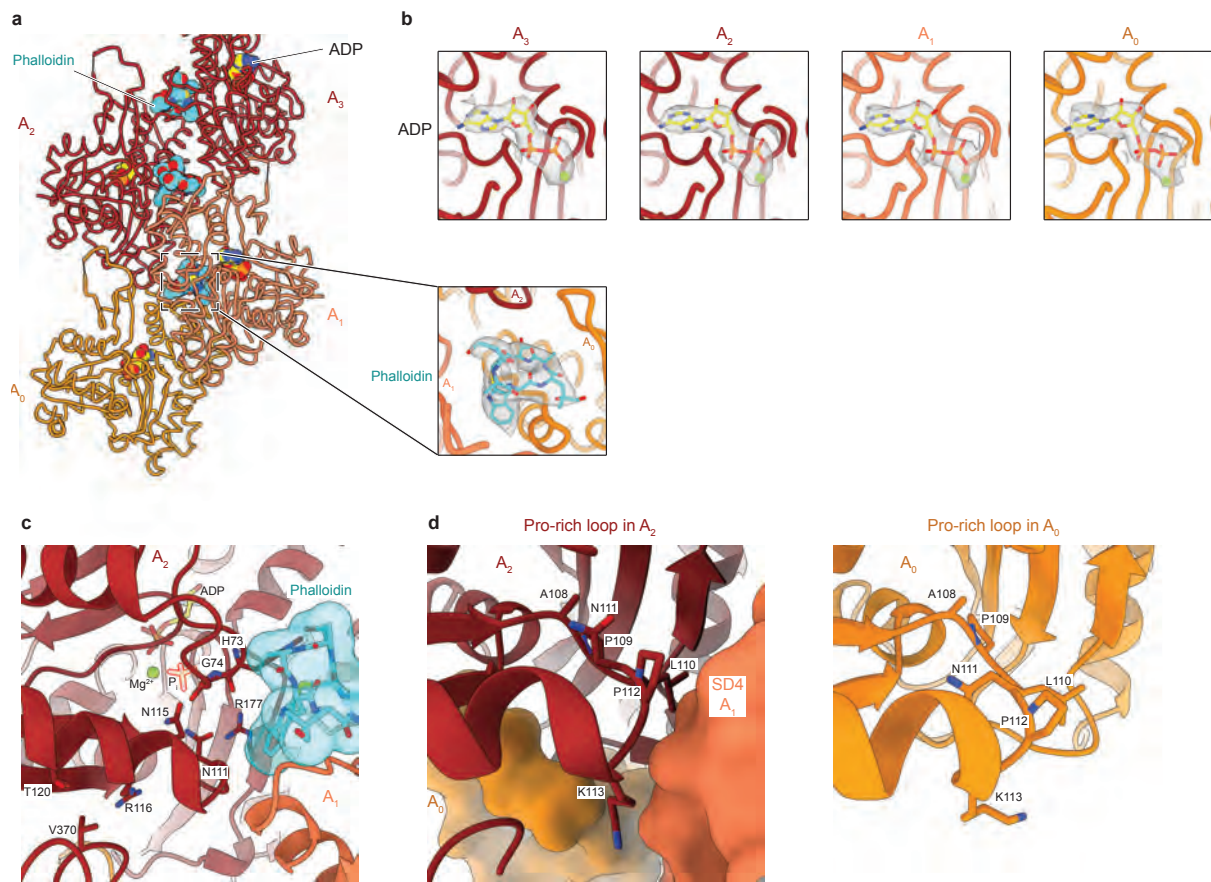 a
Phalloidin
ADP
A3
A2
A1
A0
b
A3
A2
A1
A0
ADP
A2
A0
A1
Phalloidin
c
A2
ADP
Phalloidin
H73
G74
Mg2+
Pi
N115
R177
N111
T120
R116
A1
V370
d
Pro-rich loop in A2
A2
A108
N111
P109
L110
P112
SD4
A1
K113
A0
Pro-rich loop in A0
A0
A108
P109
N111
L110
P112
K113